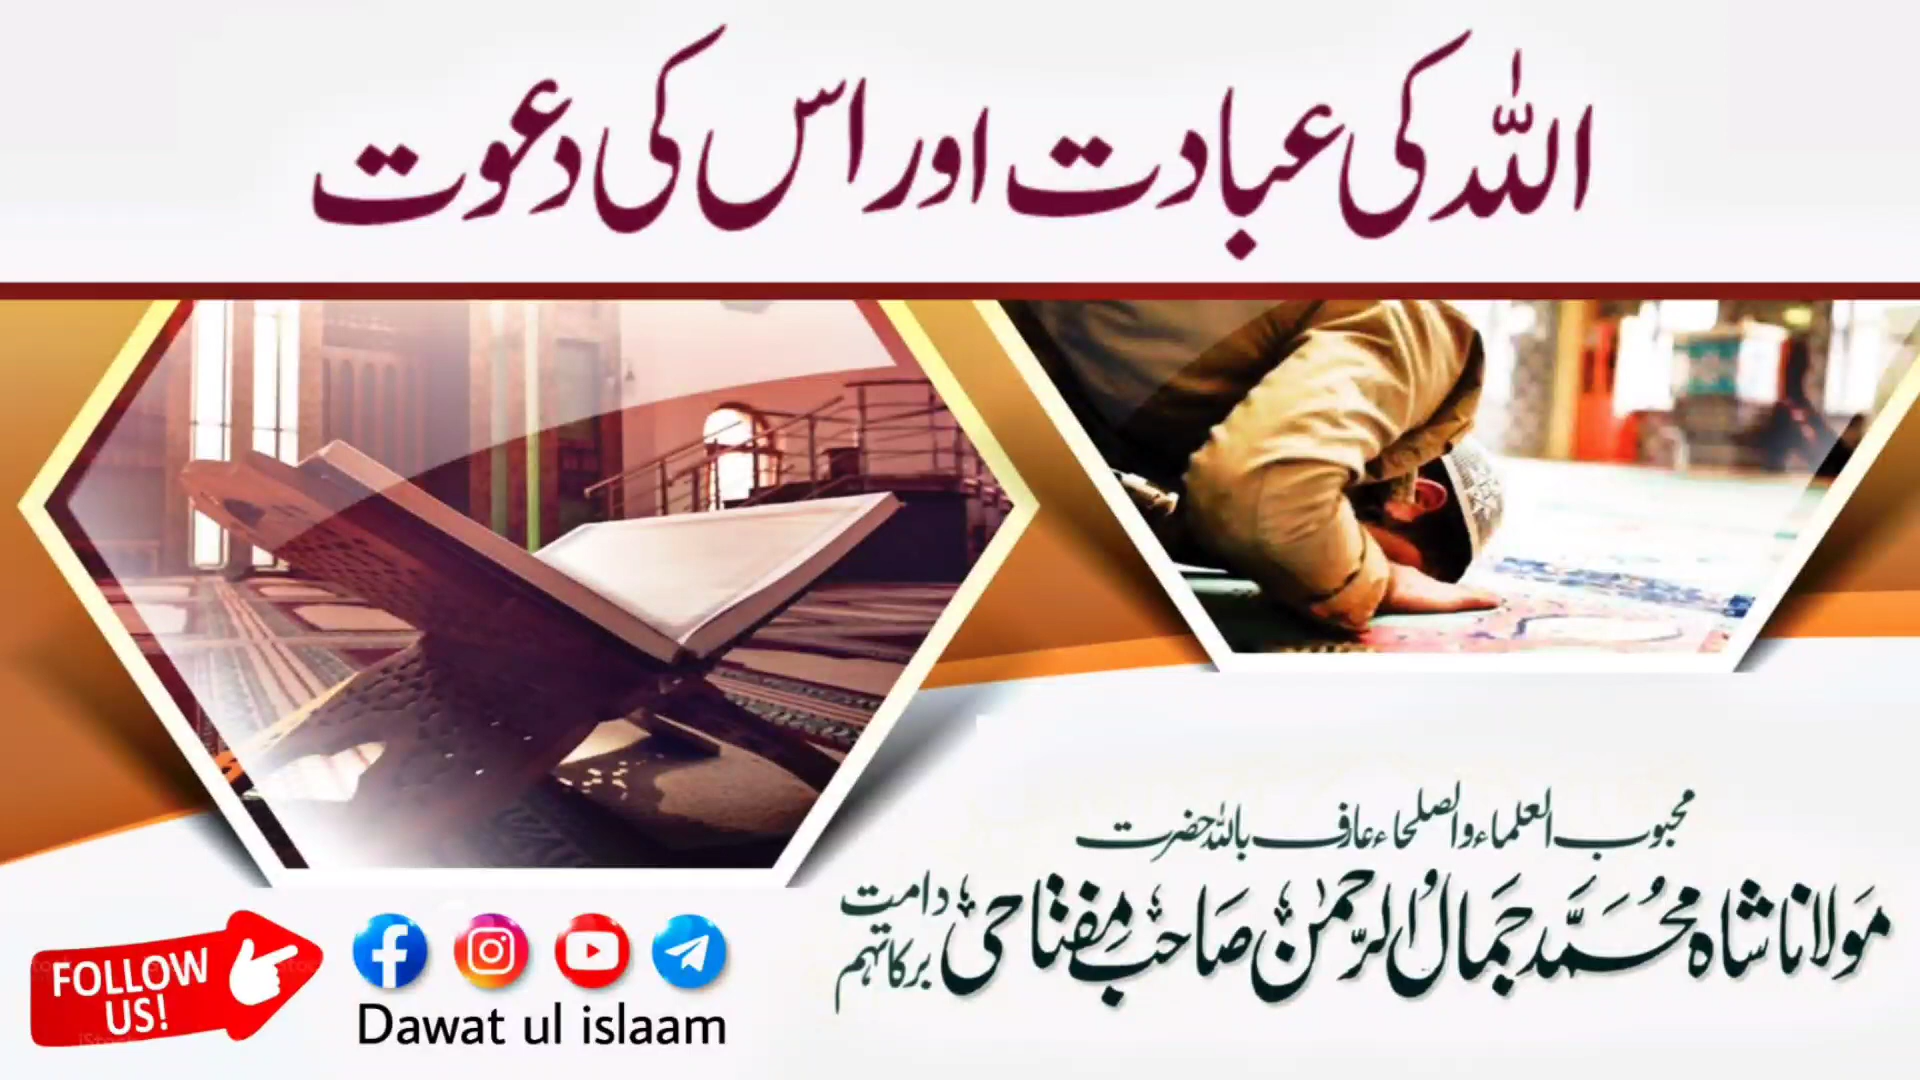 اللہ کی عبادت اور اس کی دعوت
محبوب العلماء والصلحاء عارف باللہ حضرت
مولانا شاہ محمد جمال الرحمٰن صاحب مفتاحی دامت برکاتہم
FOLLOW
US!
Dawat ul islaam